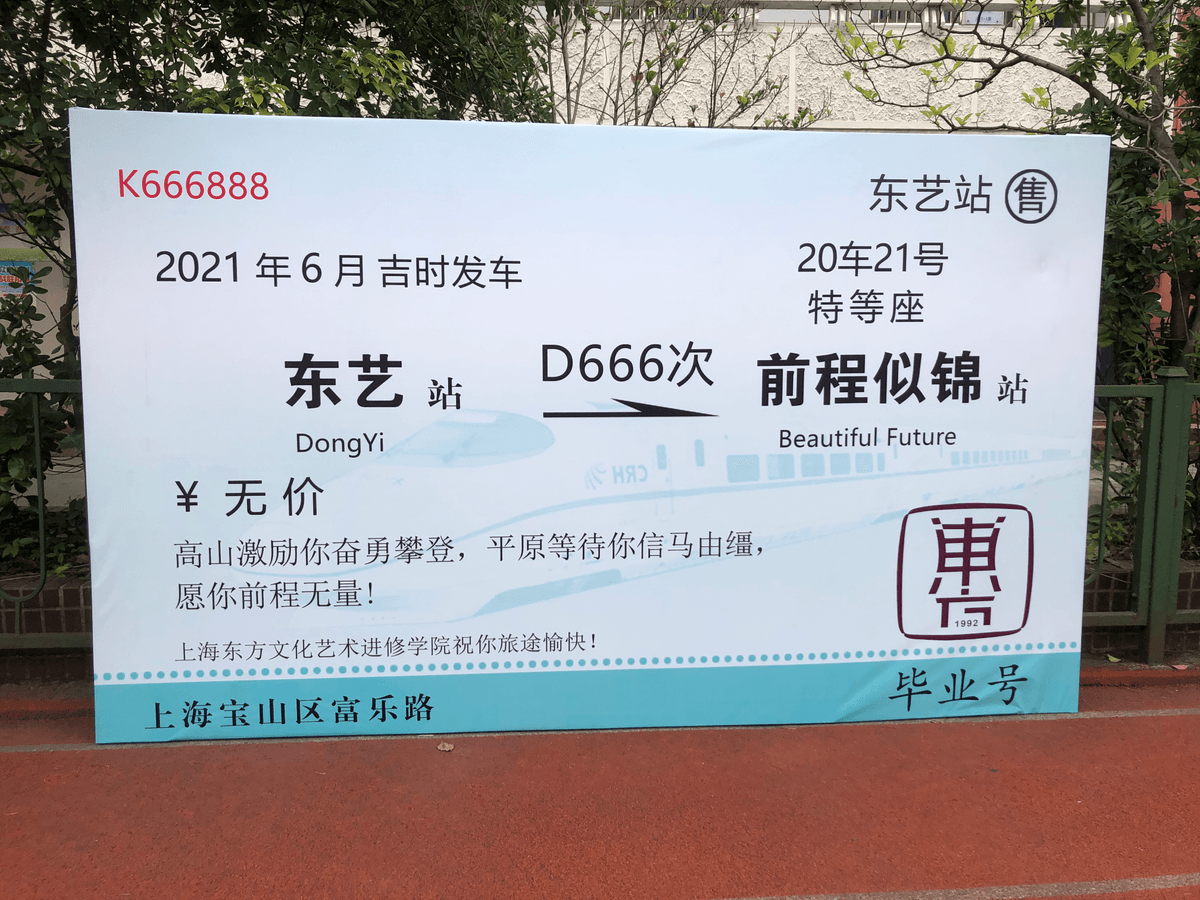 K666888
东艺站 售
2021 年 6 月 吉时发车
20车21号
特等座
东艺 站
D666次
前程似锦 站
DongYi
Beautiful Future
CRH
¥ 无价
高山激励你奋勇攀登，平原等待你信马由缰，
愿你前程无量！
東方
1992
上海东方文化艺术进修学院祝你旅途愉快！
上海宝山区富乐路
毕业号